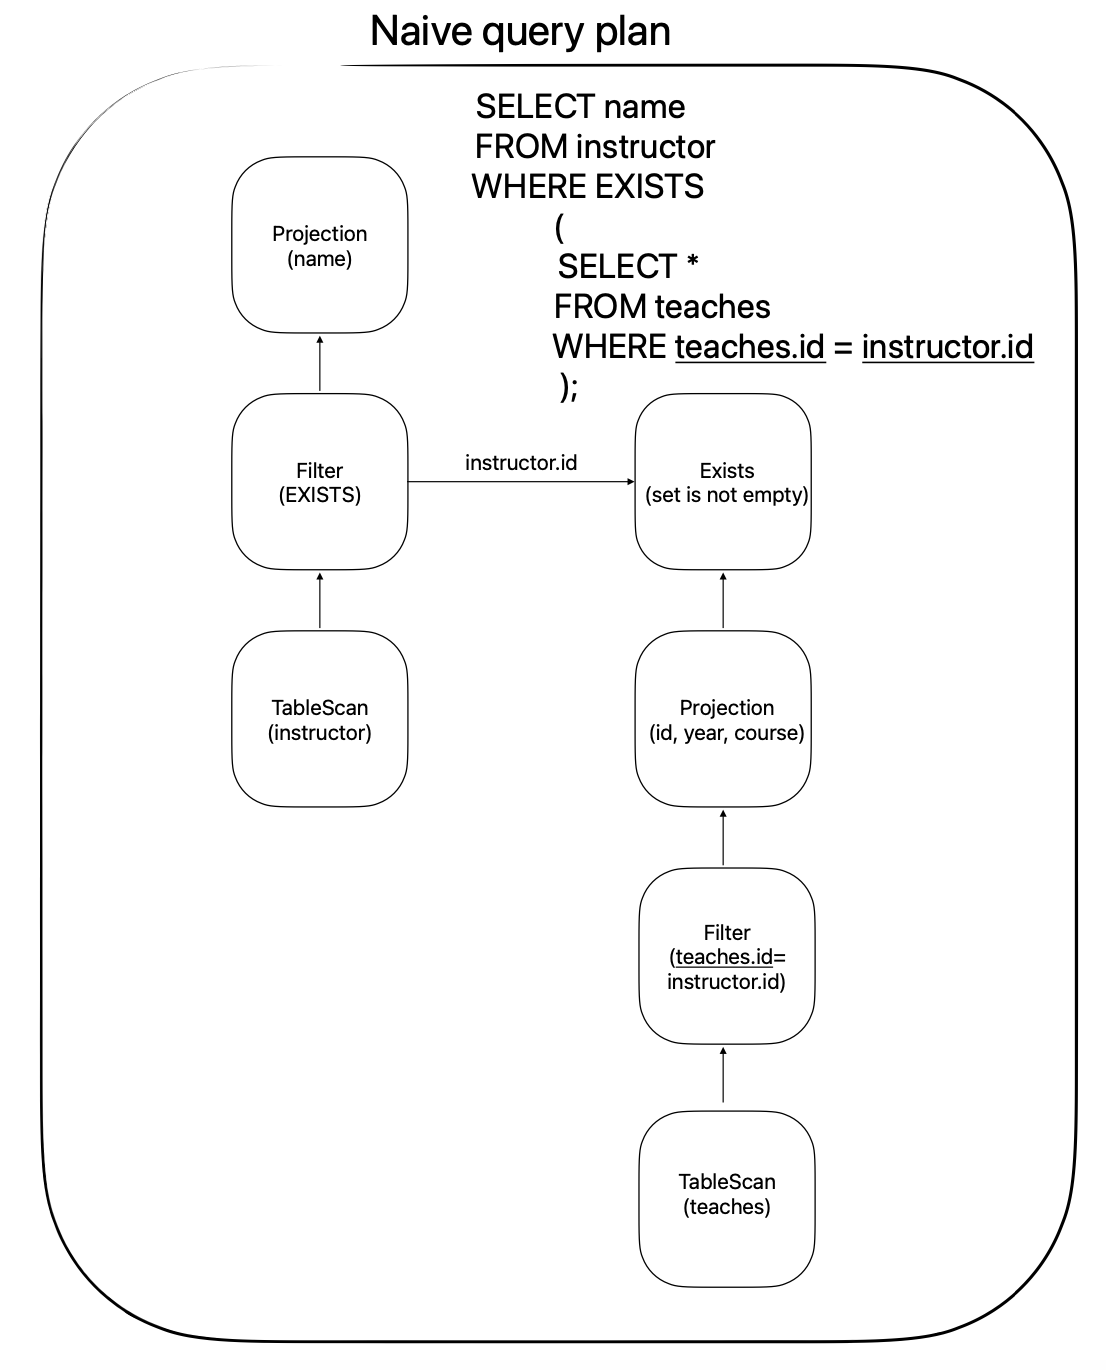 Naive query plan
SELECT name
FROM instructor
WHERE EXISTS
(
SELECT *
FROM teaches
WHERE teaches.id = instructor.id
);
Projection
(name)
Filter
(EXISTS)
instructor.id
Exists
(set is not empty)
TableScan
(instructor)
Projection
(id, year, course)
Filter
(teaches.id=
instructor.id)
TableScan
(teaches)